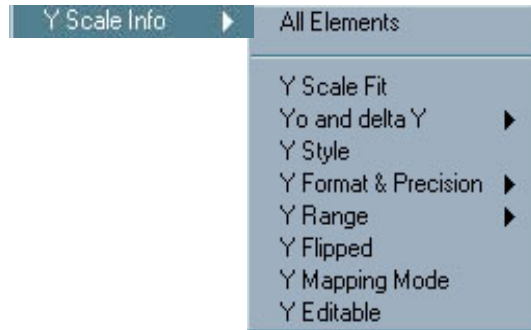 Y Scale Info
All Elements
Y Scale Fit
Yo and delta Y
Y Style
Y Format & Precision
Y Range
Y Flipped
Y Mapping Mode
Y Editable